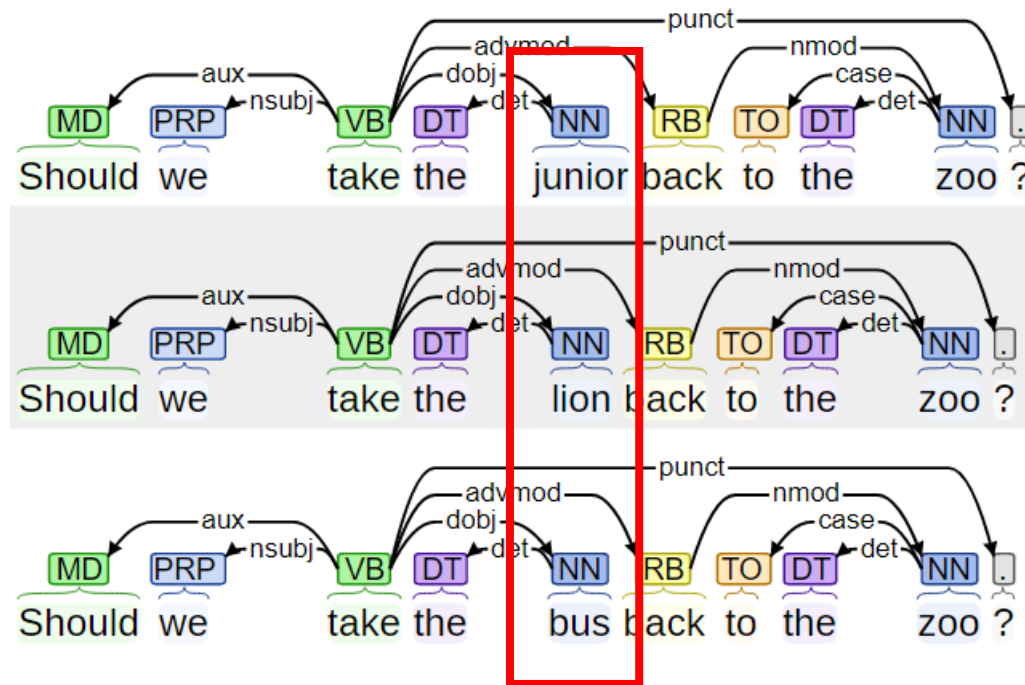 punct
advmod nmod
aux dobj case
nsubj det det
MD PRP VB DT NN RB TO DT NN .
Should we take the junior back to the zoo ?
punct
advmod nmod
aux dobj case
nsubj det det
MD PRP VB DT NN RB TO DT NN .
Should we take the lion back to the zoo ?
punct
advmod nmod
aux dobj case
nsubj det det
MD PRP VB DT NN RB TO DT NN .
Should we take the bus back to the zoo ?